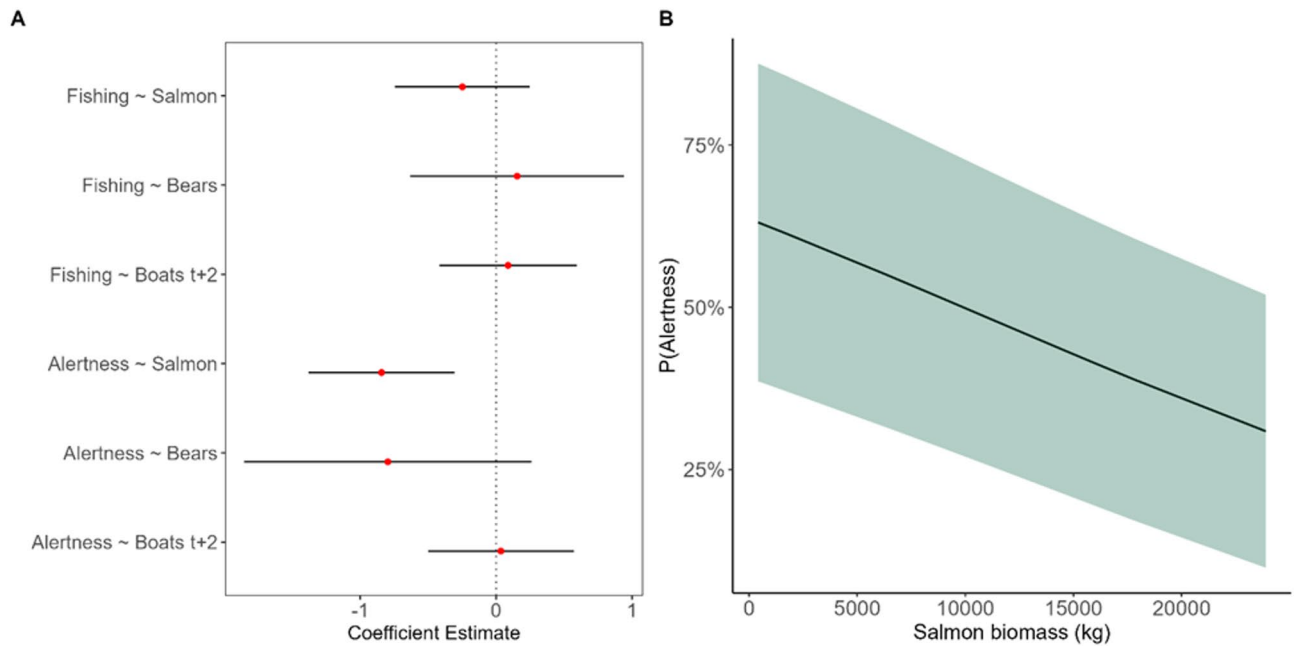 A
Fishing ~ Salmon
Fishing ~ Bears
Fishing ~ Boats t+2
Alertness ~ Salmon
Alertness ~ Bears
Alertness ~ Boats t+2
-1
0
1
Coefficient Estimate
B
P(Alertness)
75%
50%
25%
0
5000
10000
15000
20000
Salmon biomass (kg)